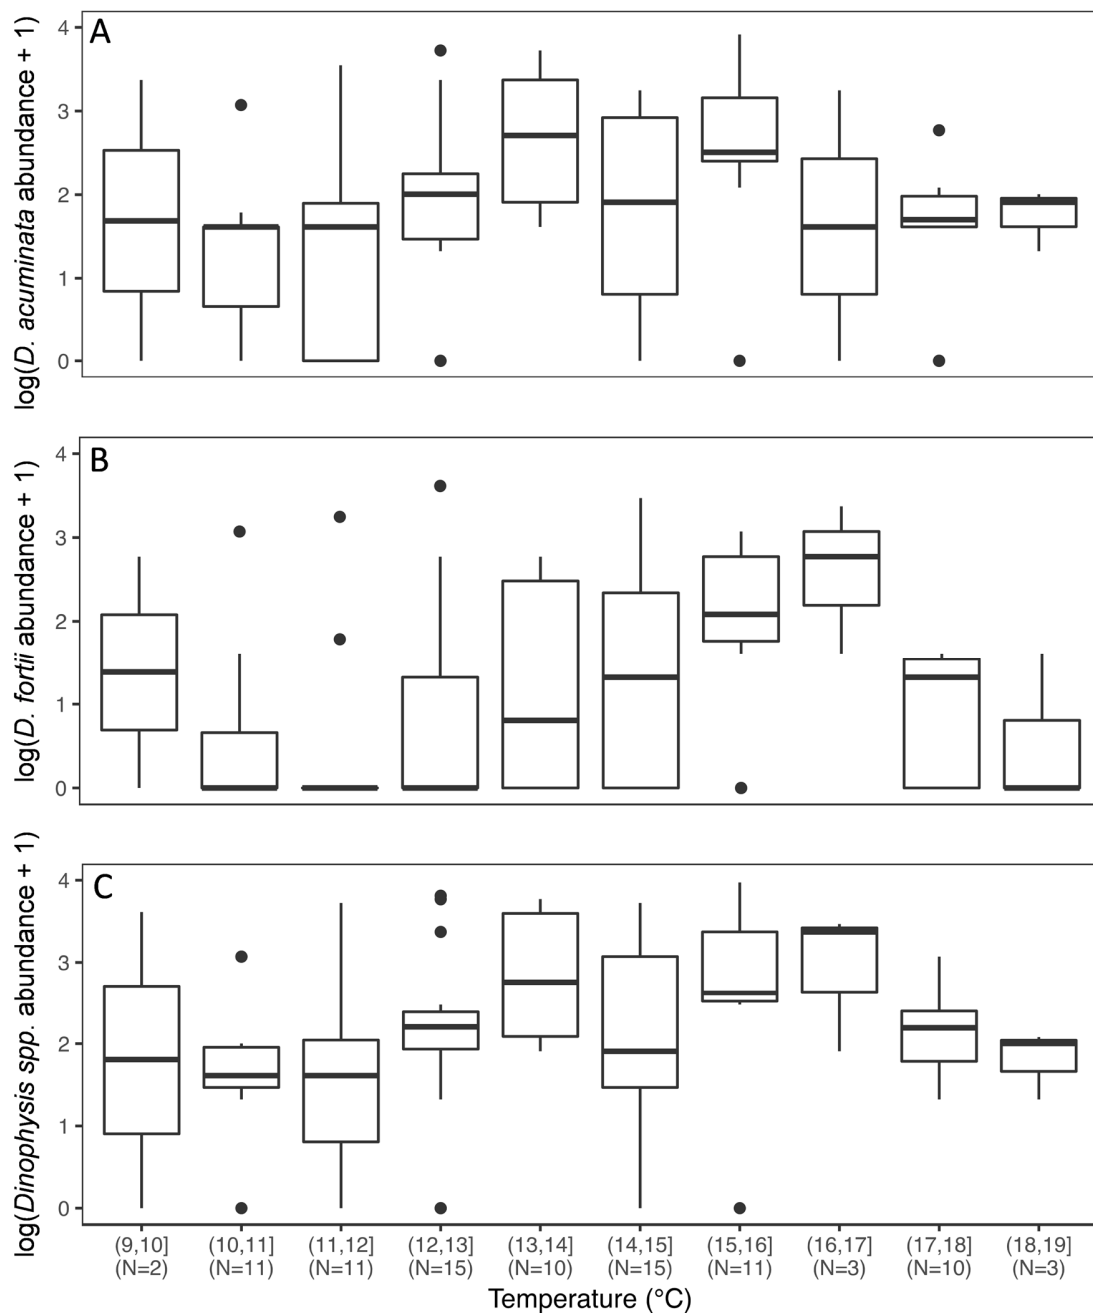 A
log(D. acuminata abundance + 1)
4
3
2
1
0
B
log(D. fortii abundance + 1)
4
3
2
1
0
C
log(Dinophysis spp. abundance + 1)
4
3
2
1
0
(9,10] (10,11] (11,12] (12,13] (13,14] (14,15] (15,16] (16,17] (17,18] (18,19]
(N=2) (N=11) (N=11) (N=15) (N=10) (N=15) (N=11) (N=3) (N=10) (N=3)
Temperature (°C)